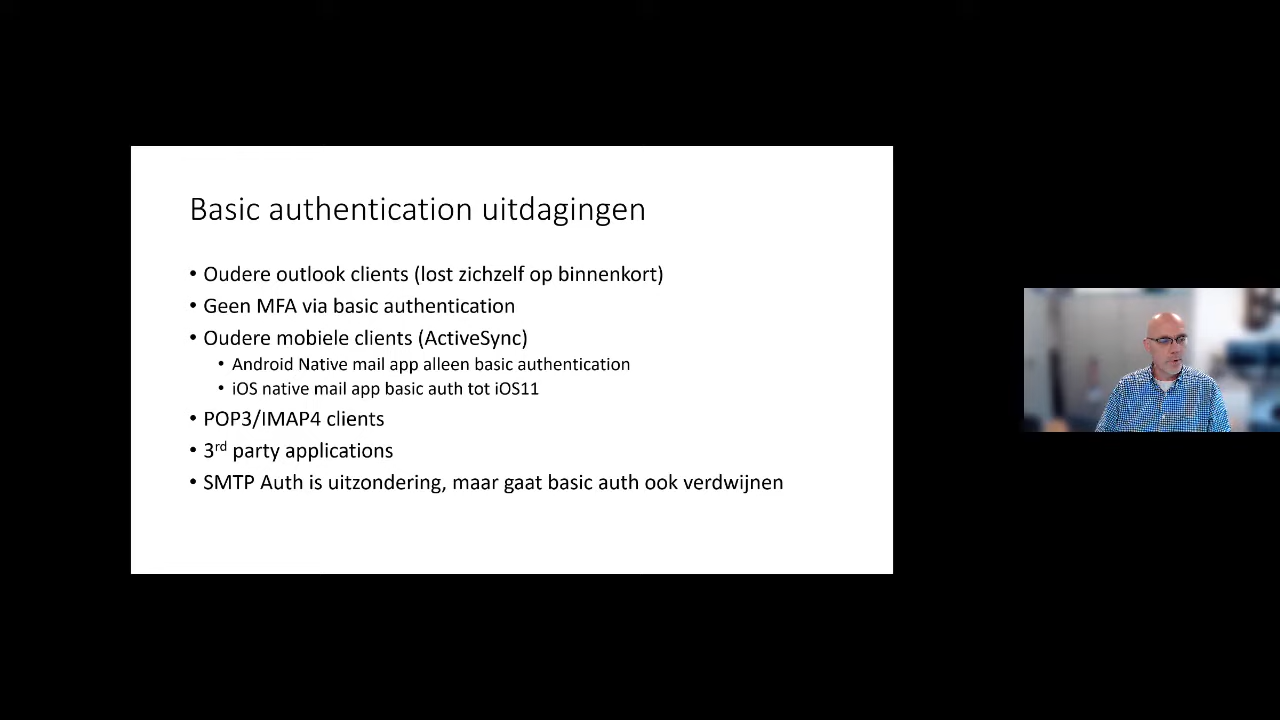 Basic authentication uitdagingen
• Oudere outlook clients (lost zichzelf op binnenkort)
• Geen MFA via basic authentication
• Oudere mobiele clients (ActiveSync)
• Android Native mail app alleen basic authentication
• iOS native mail app basic auth tot iOS11
• POP3/IMAP4 clients
• 3rd party applications
• SMTP Auth is uitzondering, maar gaat basic auth ook verdwijnen